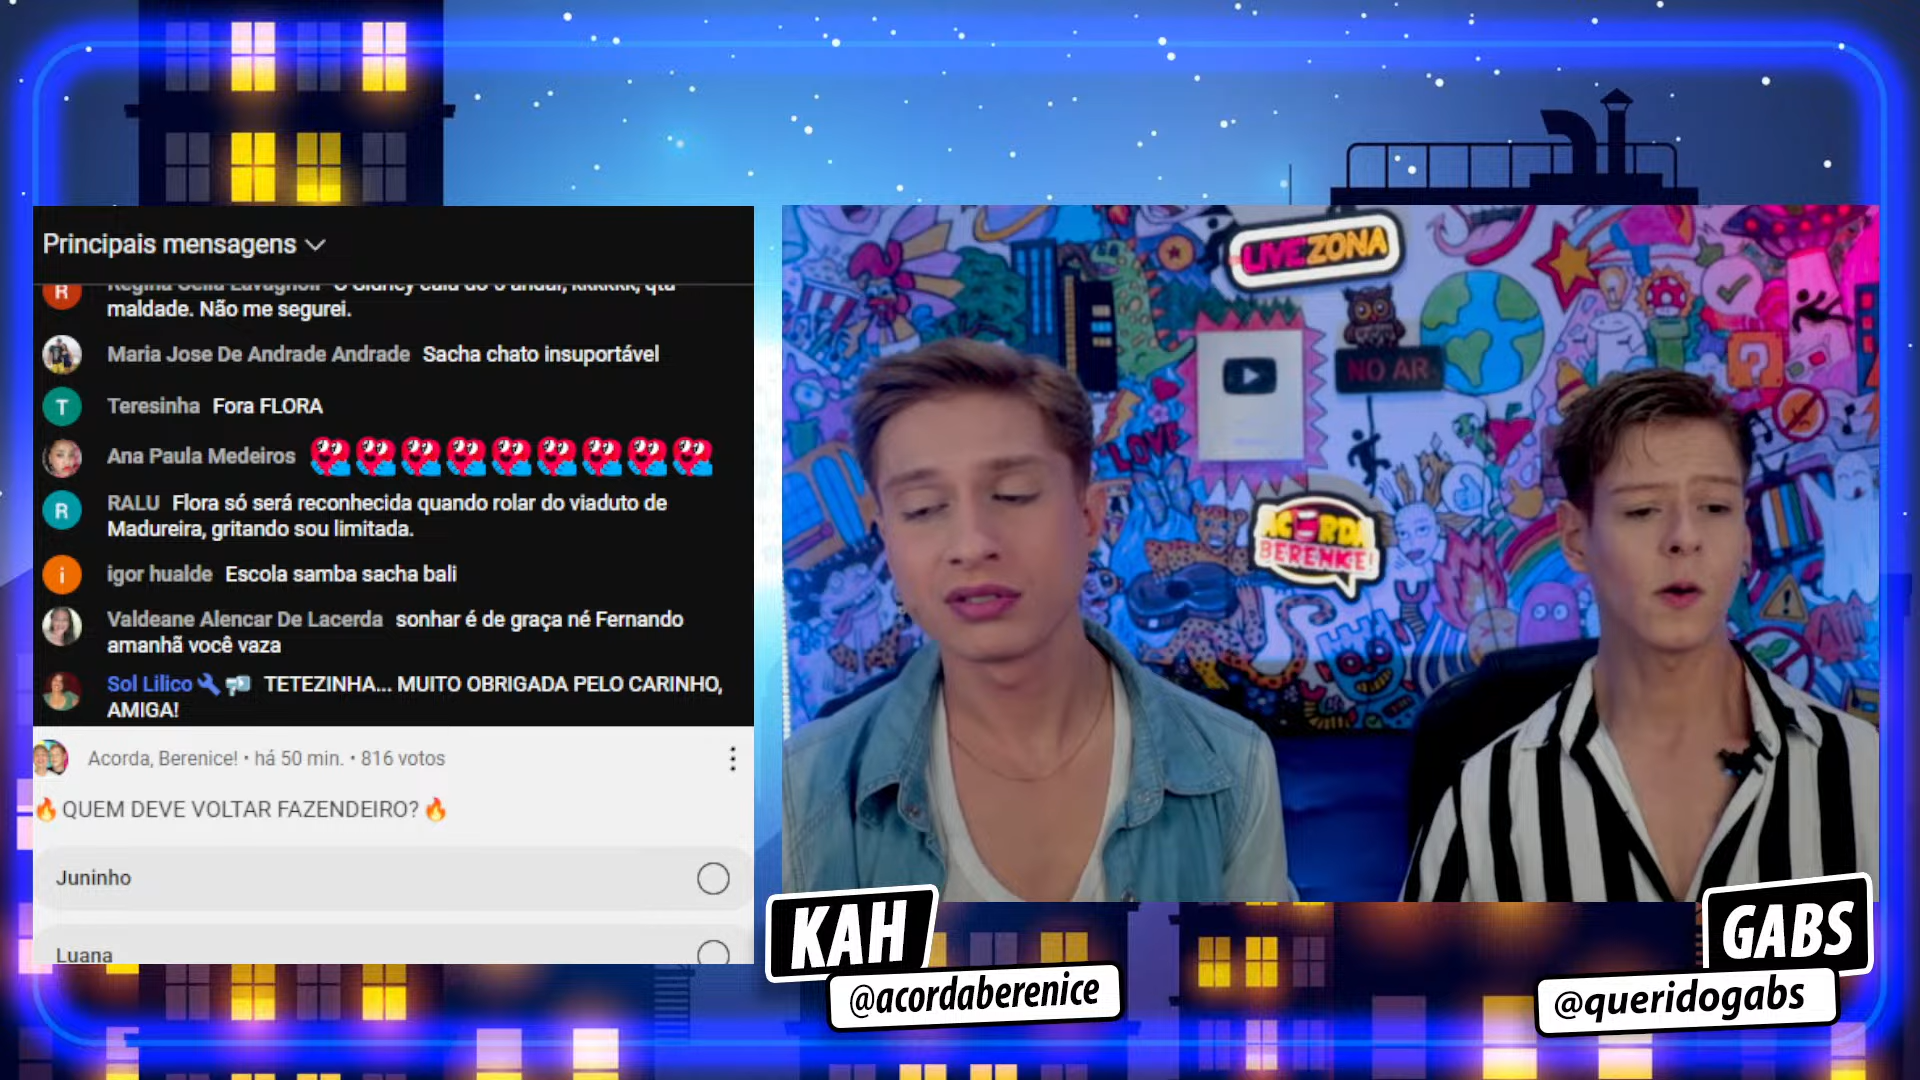 Principais mensagens
maldade. Não me segurei.
Maria Jose De Andrade Andrade Sacha chato insuportável
T Teresinha Fora FLORA
Ana Paula Medeiros
R RALU Flora só será reconhecida quando rolar do viaduto de
Madureira, gritando sou limitada.
i igor hualde Escola samba sacha bali
Valdeane Alencar De Lacerda sonhar é de graça né Fernando
amanhã você vaza
Sol Lilico TETEZINHA... MUITO OBRIGADA PELO CARINHO,
AMIGA!
Acorda, Berenice! • há 50 min. • 816 votos
QUEM DEVE VOLTAR FAZENDEIRO?
Juninho
Luana
LIVEZONA
NO AR
LOVE
ACORDA
BERENICE!
KAH
@acordaberenice
GABS
@queridogabs